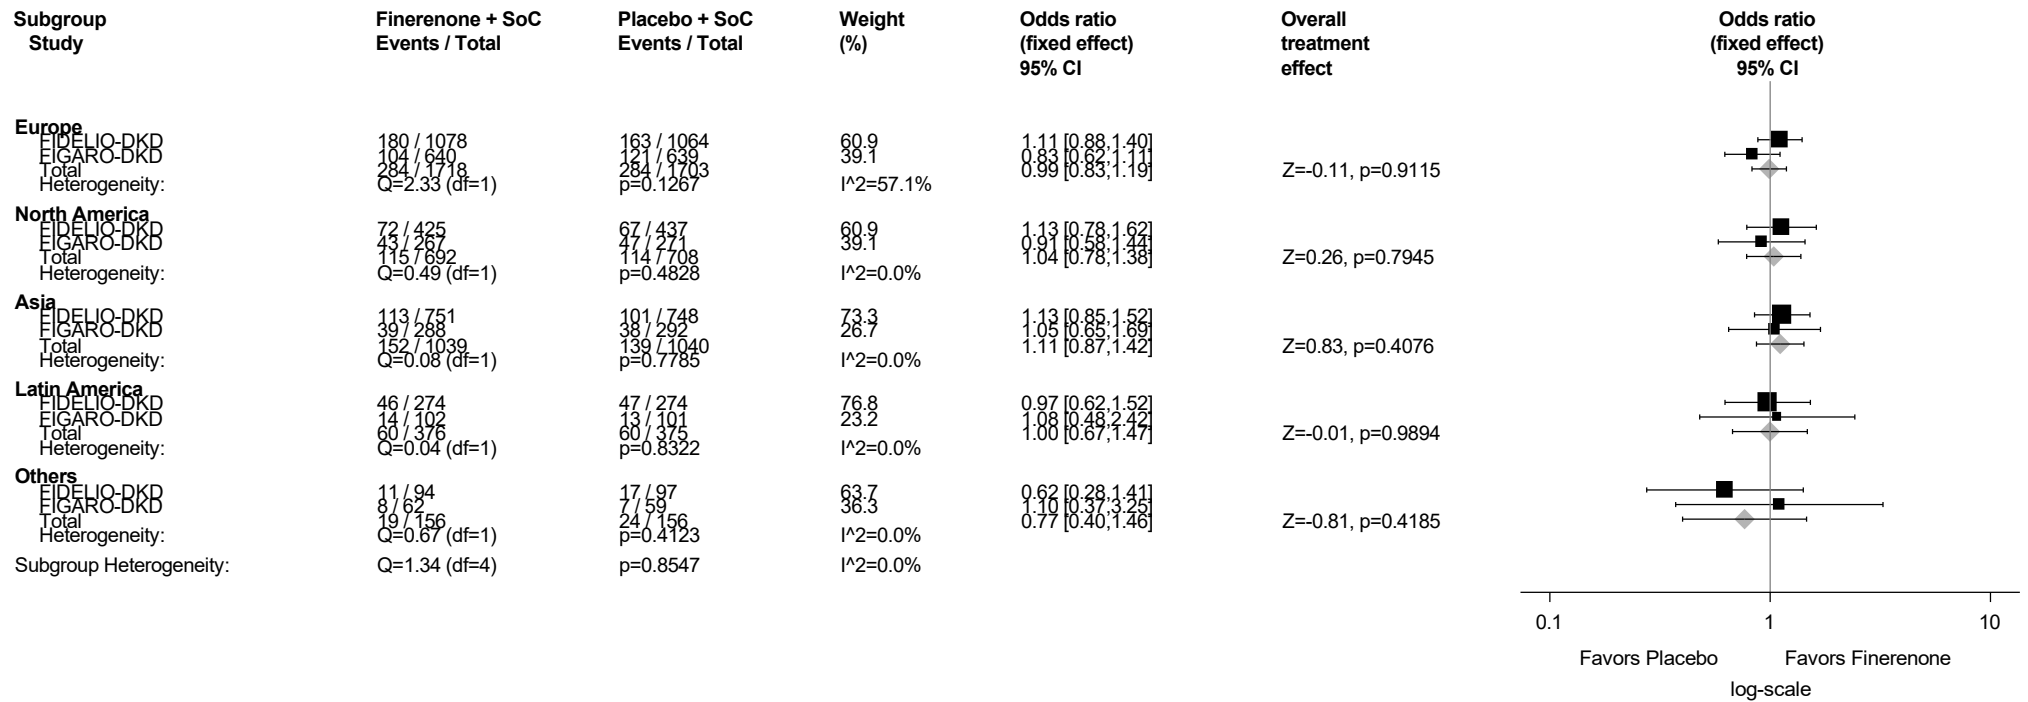 Subgroup Finerenone + SoC Placebo + SoC Weight Odds ratio Overall Odds ratio
Study Events / Total Events / Total (%) (fixed effect) treatment (fixed effect)
95% CI effect 95% CI
Europe
FIDELIO-DKD 180 / 1078 163 / 1064 60.9 1.11 [0.88,1.40]
FIGARO-DKD 104 / 640 121 / 639 39.1 0.83 [0.62,1.11]
Total 284 / 1718 284 / 1703 0.99 [0.83,1.19] Z=-0.11, p=0.9115
Heterogeneity: Q=2.33 (df=1) p=0.1267 I^2=57.1%
North America
FIDELIO-DKD 72 / 425 67 / 437 60.9 1.13 [0.78,1.62]
FIGARO-DKD 43 / 267 47 / 271 39.1 0.91 [0.58,1.44]
Total 115 / 692 114 / 708 1.04 [0.78,1.38] Z=0.26, p=0.7945
Heterogeneity: Q=0.49 (df=1) p=0.4828 I^2=0.0%
Asia
FIDELIO-DKD 113 / 751 101 / 748 73.3 1.13 [0.85,1.52]
FIGARO-DKD 39 / 288 38 / 292 26.7 1.05 [0.65,1.69]
Total 152 / 1039 139 / 1040 1.11 [0.87,1.42] Z=0.83, p=0.4076
Heterogeneity: Q=0.08 (df=1) p=0.7785 I^2=0.0%
Latin America
FIDELIO-DKD 46 / 274 47 / 274 76.8 0.97 [0.62,1.52]
FIGARO-DKD 14 / 102 13 / 101 23.2 1.08 [0.48,2.42]
Total 60 / 376 60 / 375 1.00 [0.67,1.47] Z=-0.01, p=0.9894
Heterogeneity: Q=0.04 (df=1) p=0.8322 I^2=0.0%
Others
FIDELIO-DKD 11 / 94 17 / 97 63.7 0.62 [0.28,1.41]
FIGARO-DKD 8 / 62 7 / 59 36.3 1.10 [0.37,3.25]
Total 19 / 156 24 / 156 0.77 [0.40,1.46] Z=-0.81, p=0.4185
Heterogeneity: Q=0.67 (df=1) p=0.4123 I^2=0.0%
Subgroup Heterogeneity: Q=1.34 (df=4) p=0.8547 I^2=0.0%
0.1 1 10
Favors Placebo Favors Finerenone
log-scale